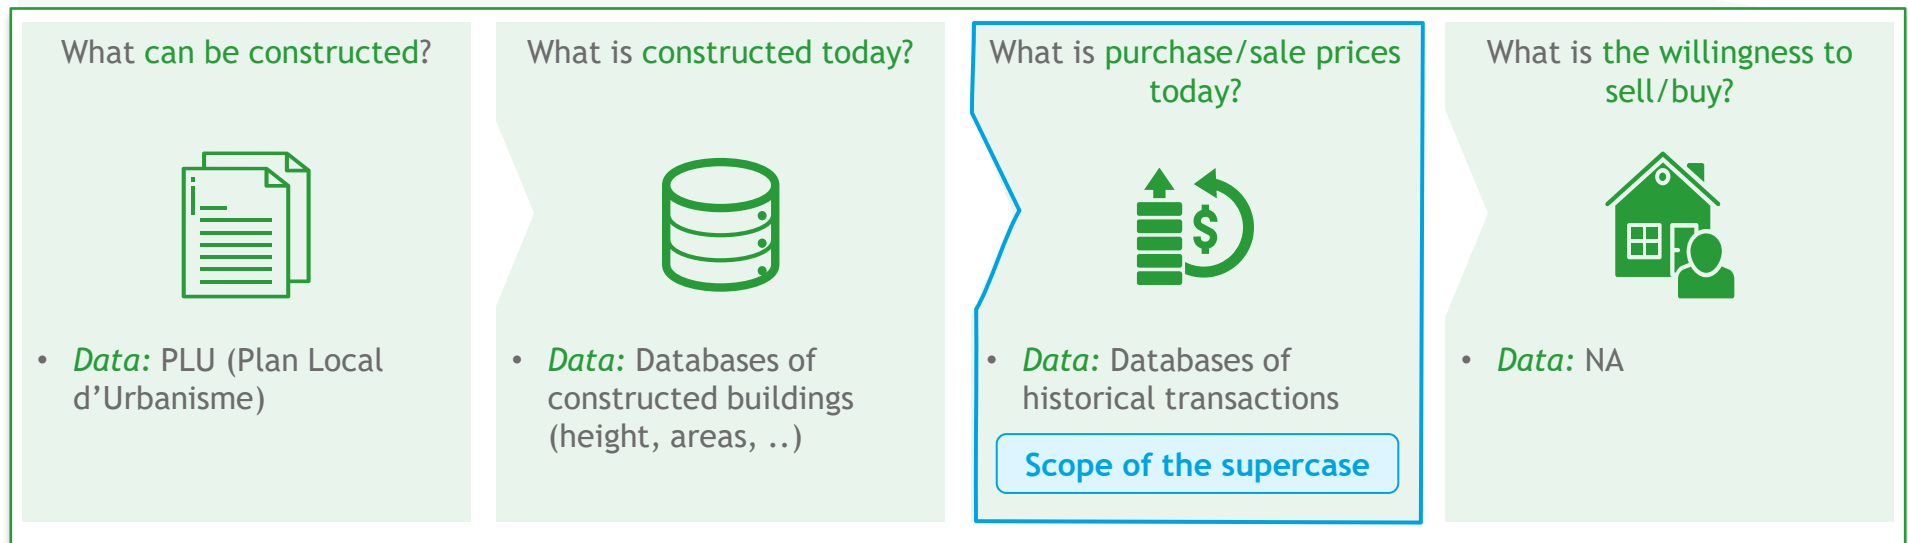 What can be constructed?
• Data: PLU (Plan Local
d’Urbanisme)
What is constructed today?
• Data: Databases of
constructed buildings
(height, areas, ..)
What is purchase/sale prices
today?
• Data: Databases of
historical transactions
Scope of the supercase
What is the willingness to
sell/buy?
• Data: NA